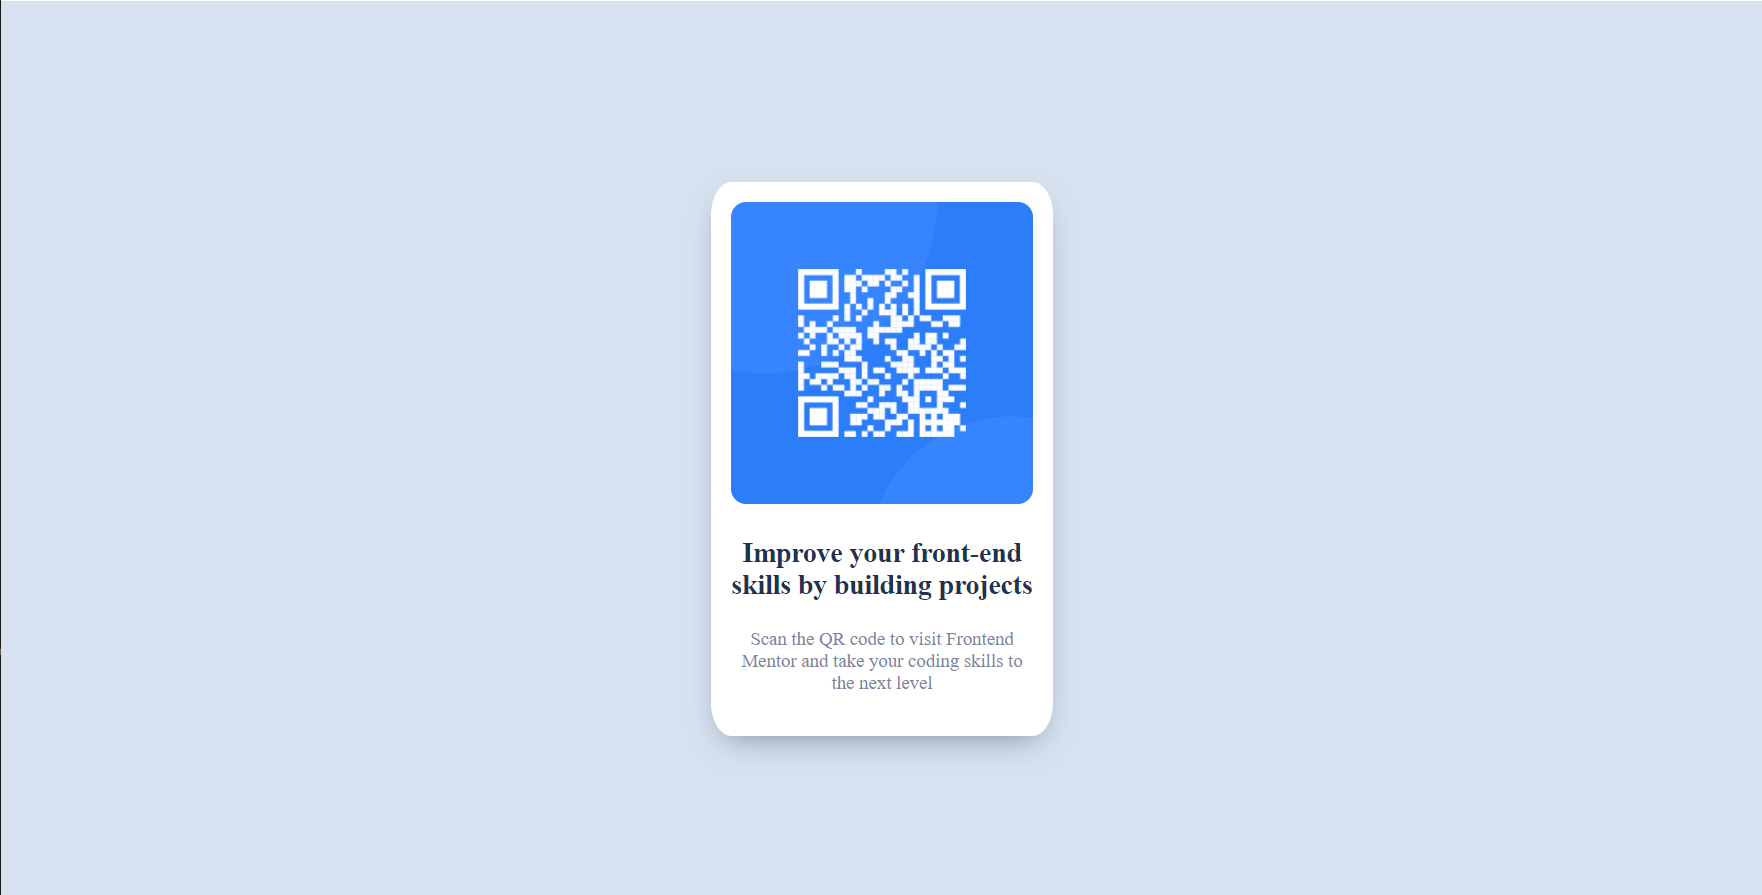 Improve your front-end
skills by building projects
Scan the QR code to visit Frontend
Mentor and take your coding skills to
the next level